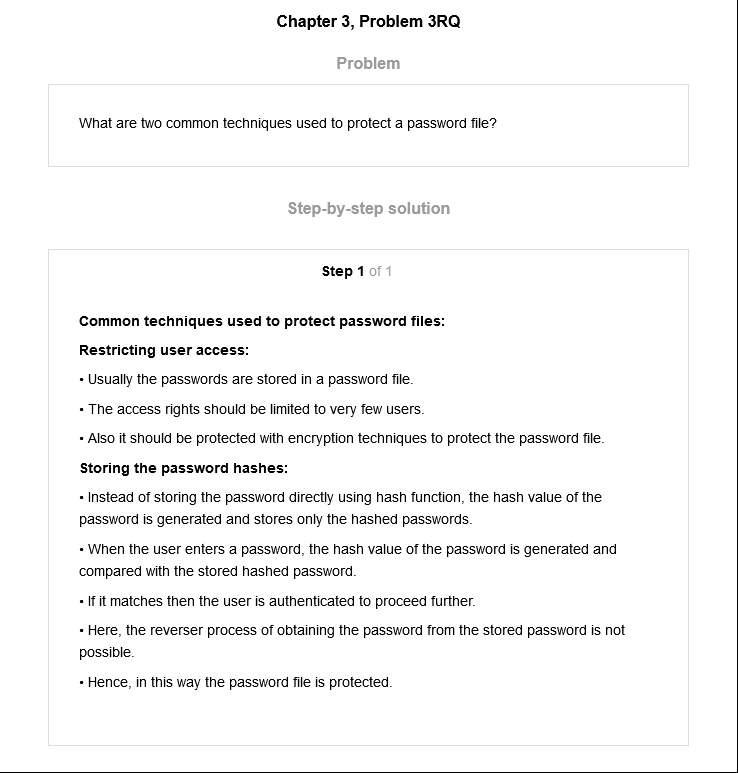 Chapter 3, Problem 3RQ
Problem
What are two common techniques used to protect a password file?
Step-by-step solution
Step 1 of 1
Common techniques used to protect password files:
Restricting user access:
• Usually the passwords are stored in a password file.
• The access rights should be limited to very few users.
• Also it should be protected with encryption techniques to protect the password file.
Storing the password hashes:
• Instead of storing the password directly using hash function, the hash value of the
password is generated and stores only the hashed passwords.
• When the user enters a password, the hash value of the password is generated and
compared with the stored hashed password.
• If it matches then the user is authenticated to proceed further.
• Here, the reverser process of obtaining the password from the stored password is not
possible.
• Hence, in this way the password file is protected.